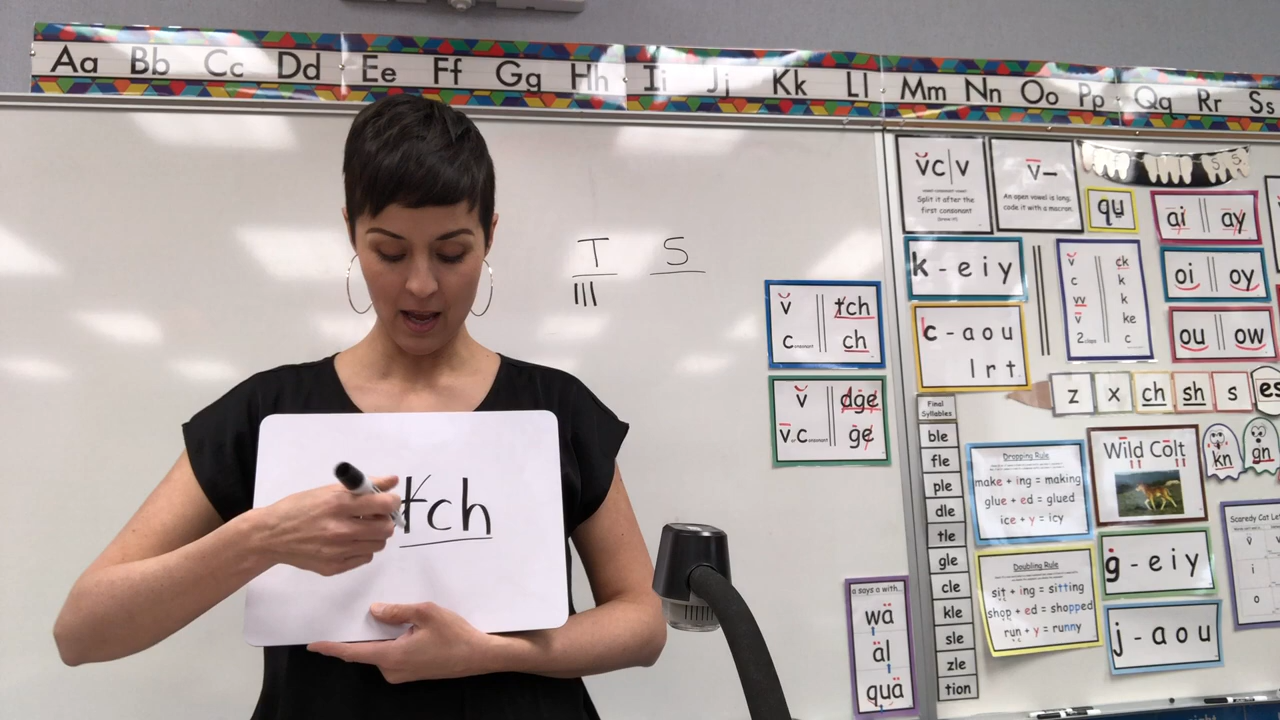 Aa Bb Cc Dd Ee Ff Gg Hh Ii Jj Kk Ll Mm Nn Oo Pp Qq Rr Ss
T S
tch
v̆ tch
consonant ch
v̆ dge
v̄ or consonant ge
v̆c|v
Split it after the
first consonant
v̄-
An open vowel is long;
code it with a macron.
qu
ai ay
k - e i y
v̆ ck
c k
vv k
v̄ ke
2 claps c
oi oy
c - a o u
l r t
ou ow
z x ch sh s es
Final
Syllables
ble
fle
ple
dle
tle
gle
cle
kle
sle
zle
tion
Dropping Rule
make + ing = making
glue + ed = glued
ice + y = icy
Wild Colt
kn gn
Doubling Rule
sit + ing = sitting
shop + ed = shopped
run + y = runny
g - e i y
j - a o u
Scaredy Cat Let
i
o
a says a with...
wä
äl
quä